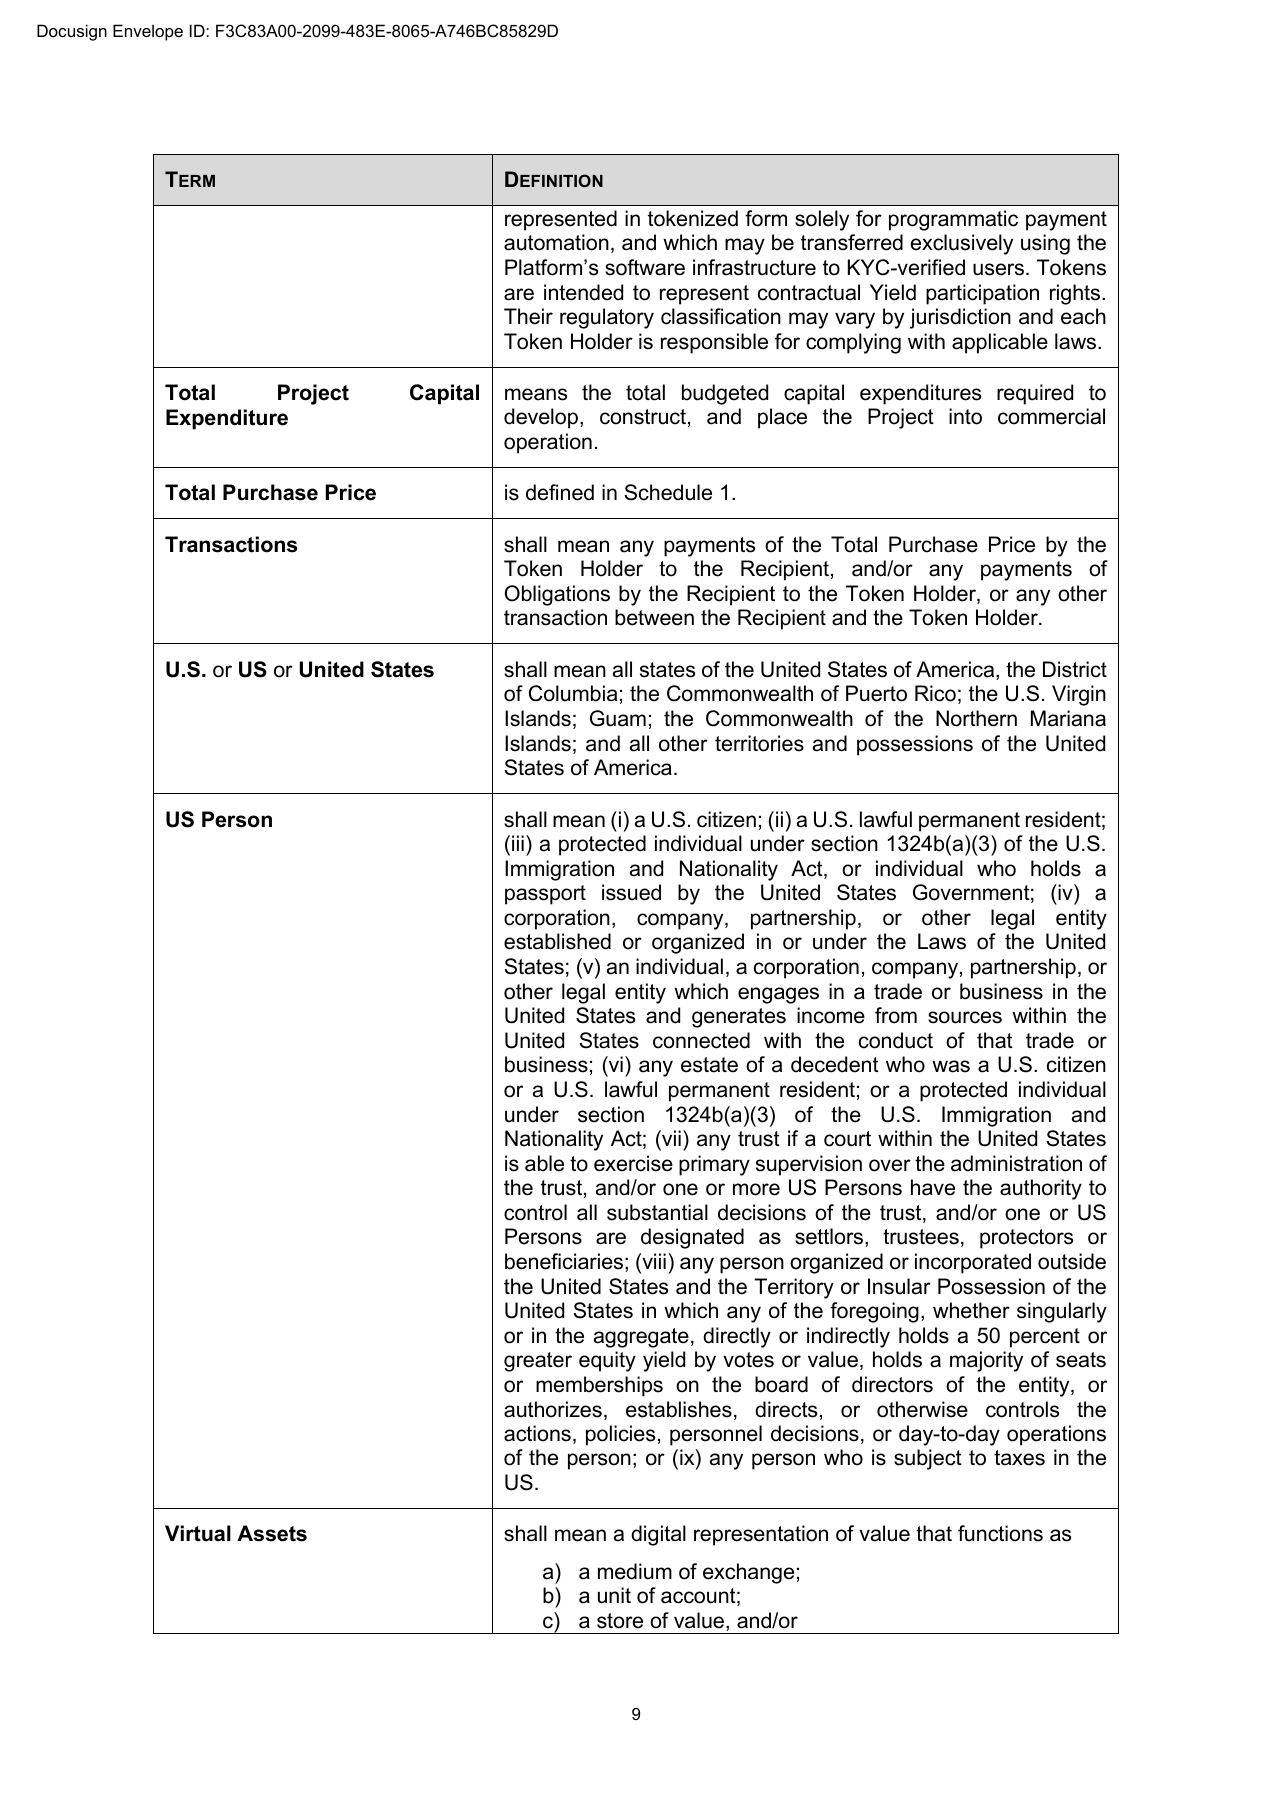 Docusign Envelope ID: F3C83A00-2099-483E-8065-A746BC85829D
TERM
DEFINITION
represented in tokenized form solely for programmatic payment
automation, and which may be transferred exclusively using the
Platform’s software infrastructure to KYC-verified users. Tokens
are intended to represent contractual Yield participation rights.
Their regulatory classification may vary by jurisdiction and each
Token Holder is responsible for complying with applicable laws.
Total Project Capital
Expenditure
means the total budgeted capital expenditures required to
develop, construct, and place the Project into commercial
operation.
Total Purchase Price
is defined in Schedule 1.
Transactions
shall mean any payments of the Total Purchase Price by the
Token Holder to the Recipient, and/or any payments of
Obligations by the Recipient to the Token Holder, or any other
transaction between the Recipient and the Token Holder.
U.S. or US or United States
shall mean all states of the United States of America, the District
of Columbia; the Commonwealth of Puerto Rico; the U.S. Virgin
Islands; Guam; the Commonwealth of the Northern Mariana
Islands; and all other territories and possessions of the United
States of America.
US Person
shall mean (i) a U.S. citizen; (ii) a U.S. lawful permanent resident;
(iii) a protected individual under section 1324b(a)(3) of the U.S.
Immigration and Nationality Act, or individual who holds a
passport issued by the United States Government; (iv) a
corporation, company, partnership, or other legal entity
established or organized in or under the Laws of the United
States; (v) an individual, a corporation, company, partnership, or
other legal entity which engages in a trade or business in the
United States and generates income from sources within the
United States connected with the conduct of that trade or
business; (vi) any estate of a decedent who was a U.S. citizen
or a U.S. lawful permanent resident; or a protected individual
under section 1324b(a)(3) of the U.S. Immigration and
Nationality Act; (vii) any trust if a court within the United States
is able to exercise primary supervision over the administration of
the trust, and/or one or more US Persons have the authority to
control all substantial decisions of the trust, and/or one or US
Persons are designated as settlors, trustees, protectors or
beneficiaries; (viii) any person organized or incorporated outside
the United States and the Territory or Insular Possession of the
United States in which any of the foregoing, whether singularly
or in the aggregate, directly or indirectly holds a 50 percent or
greater equity yield by votes or value, holds a majority of seats
or memberships on the board of directors of the entity, or
authorizes, establishes, directs, or otherwise controls the
actions, policies, personnel decisions, or day-to-day operations
of the person; or (ix) any person who is subject to taxes in the
US.
Virtual Assets
shall mean a digital representation of value that functions as
a) a medium of exchange;
b) a unit of account;
c) a store of value, and/or
9